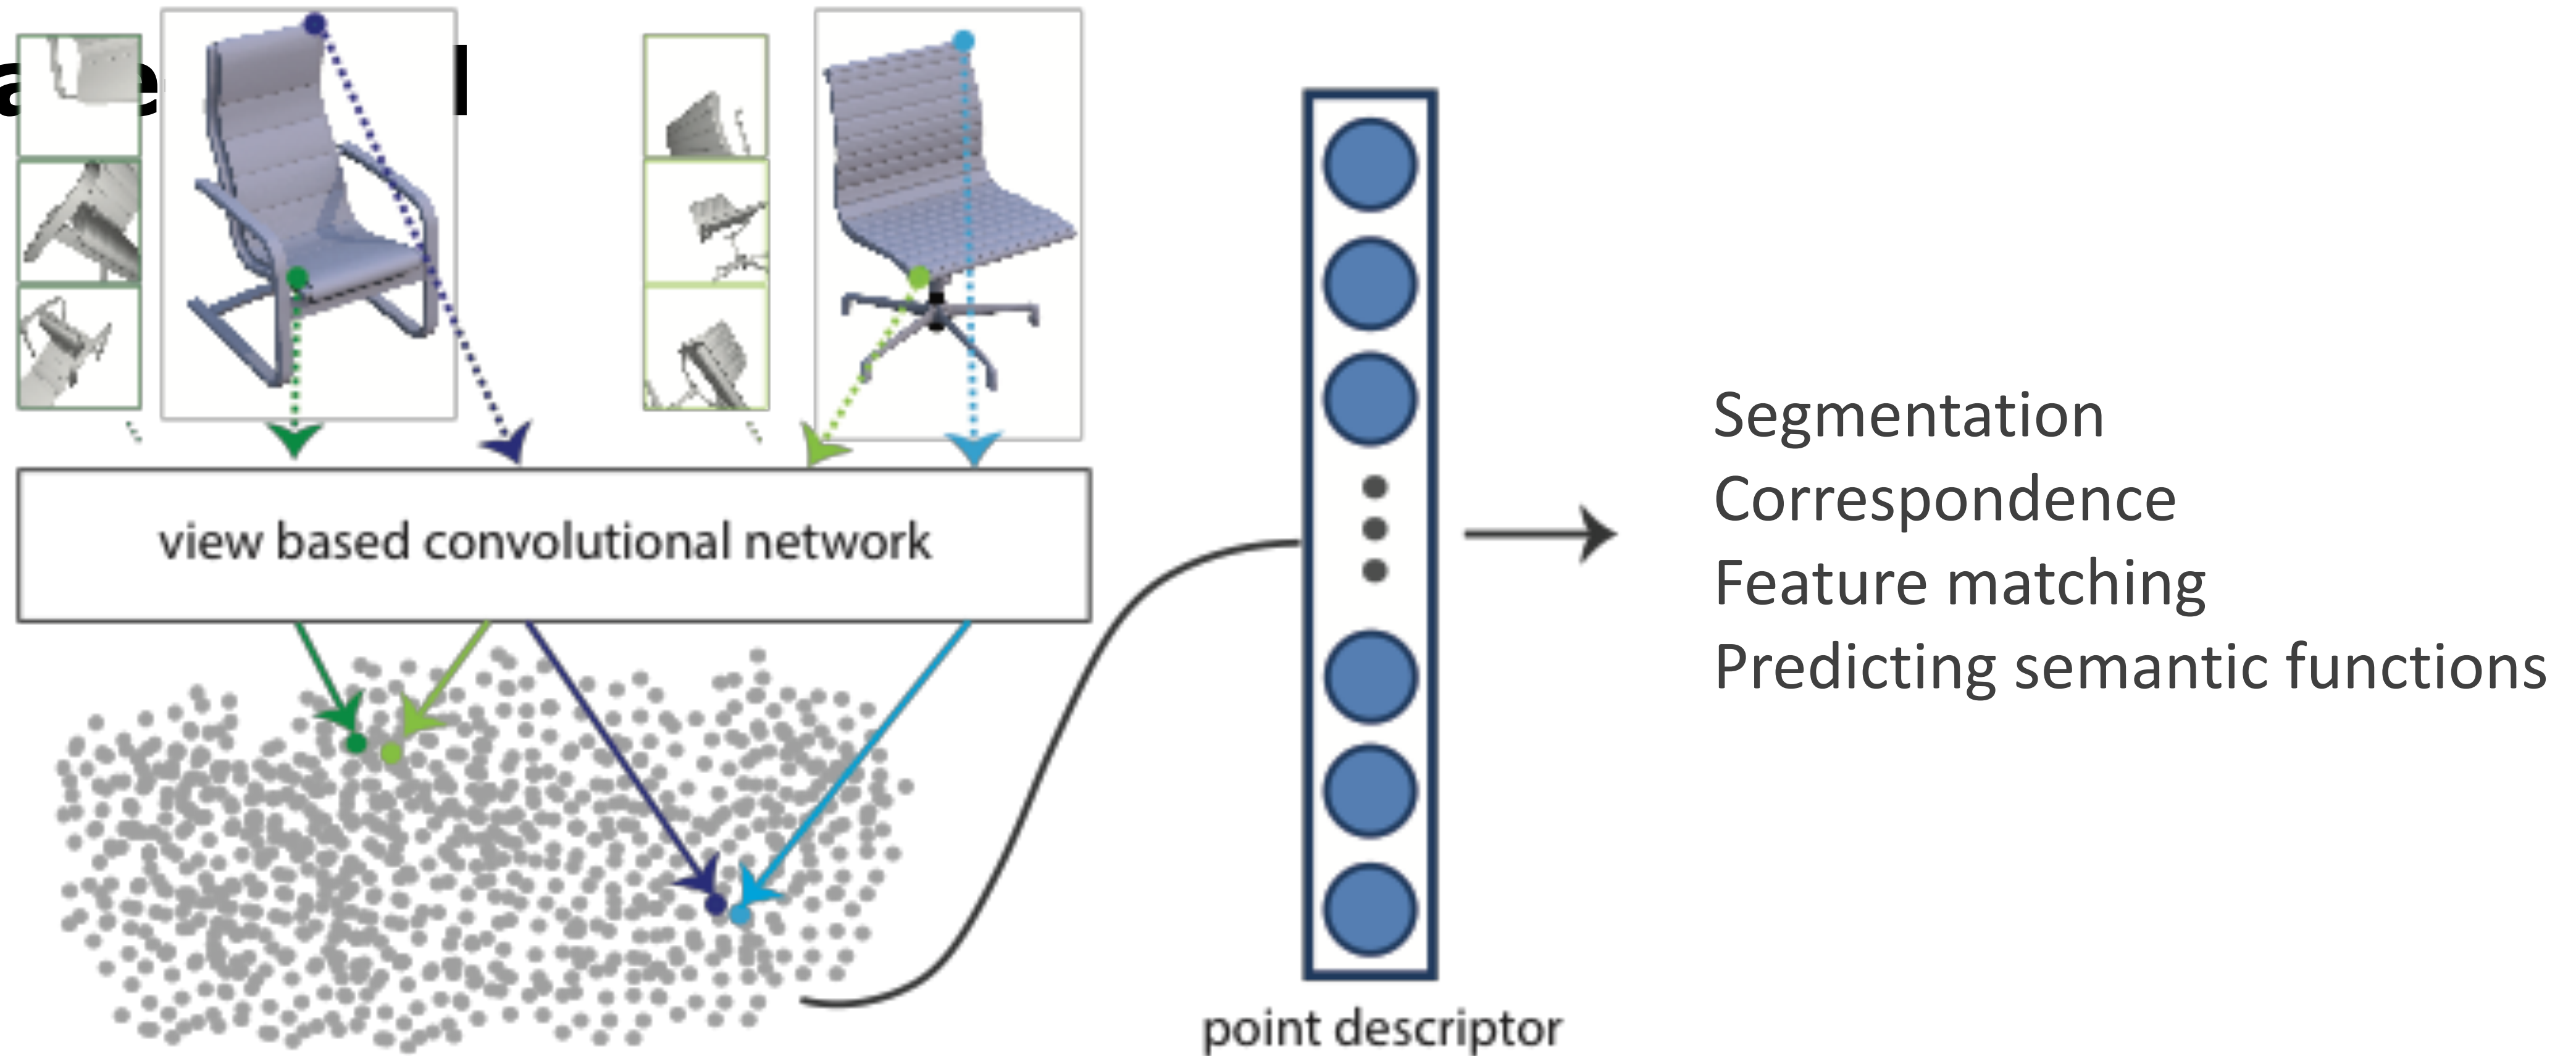 view based convolutional network
Segmentation
Correspondence
Feature matching
Predicting semantic functions
point descriptor